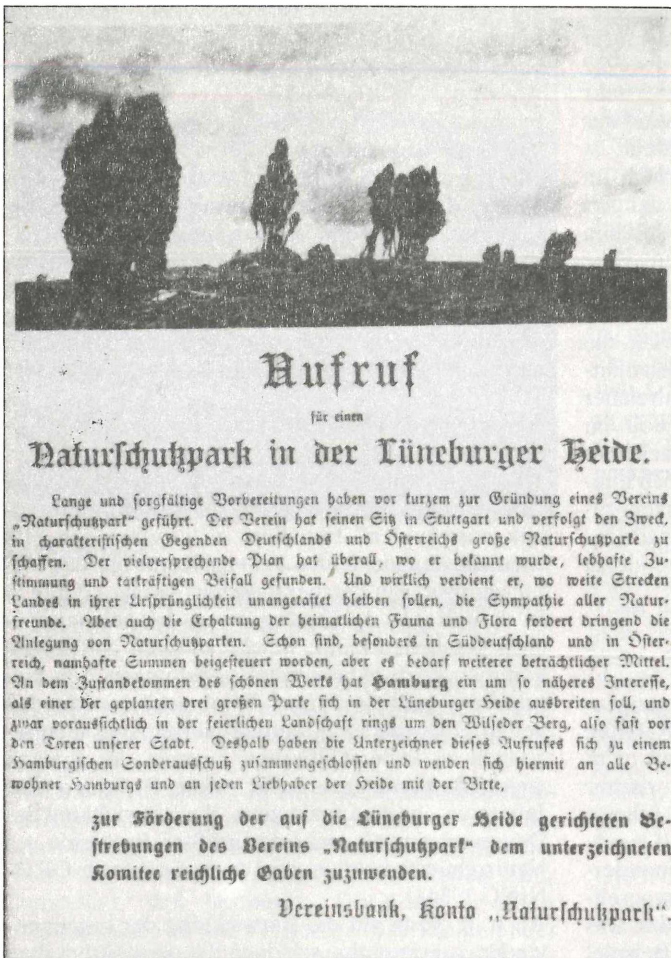 Aufruf
für einen
Naturschutzpark in der Lüneburger Heide.
Lange und sorgfältige Vorbereitungen haben vor kurzem zur Gründung eines Vereins
„Naturschutzpark“ geführt. Der Verein hat seinen Sitz in Stuttgart und verfolgt den Zweck,
in charakteristischen Gegenden Deutschlands und Österreichs große Naturschutzparke zu
schaffen. Der vielversprechende Plan hat überall, wo er bekannt wurde, lebhafte Zu-
stimmung und tatkräftigen Beifall gefunden. Und wirklich verdient er, wo weite Strecken
Landes in ihrer Ursprünglichkeit unangetastet bleiben sollen, die Sympathie aller Natur-
freunde. Aber auch die Erhaltung der heimatlichen Fauna und Flora fordert dringend die
Anlegung von Naturschutzparken. Schon sind, besonders in Süddeutschland und in Öster-
reich, namhafte Summen beigesteuert worden, aber es bedarf weiterer beträchtlicher Mittel.
An dem Zustandekommen des schönen Werks hat Hamburg ein um so näheres Interesse,
als einer der geplanten drei großen Parke sich in der Lüneburger Heide ausbreiten soll, und
zwar voraussichtlich in der feierlichen Landschaft rings um den Wilseder Berg, also fast vor
den Toren unserer Stadt. Deshalb haben die Unterzeichner dieses Aufrufes sich zu einem
Hamburgischen Sonderausschuß zusammengeschlossen und wenden sich hiermit an alle Be-
wohner Hamburgs und an jeden Liebhaber der Heide mit der Bitte,
zur Förderung der auf die Lüneburger Heide gerichteten Be-
strebungen des Vereins „Naturschutzpark“ dem unterzeichneten
Komitee reichliche Gaben zuzuwenden.
Vereinsbank, Konto „Naturschutzpark“.